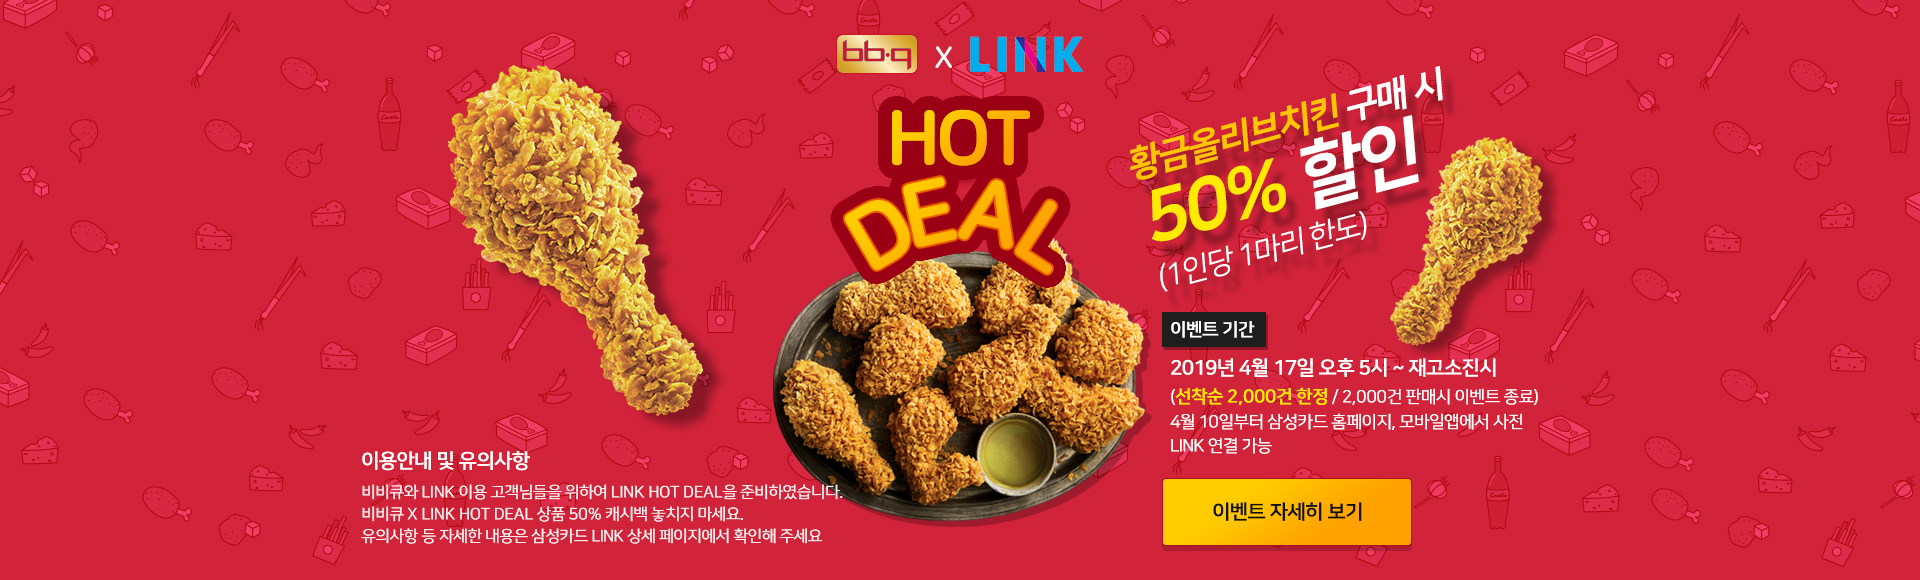 bb·q X LINK
HOT
DEAL
황금올리브치킨 구매 시
50% 할인
(1인당 1마리 한도)
이벤트 기간
2019년 4월 17일 오후 5시 ~ 재고소진시
(선착순 2,000건 한정 / 2,000건 판매시 이벤트 종료)
4월 10일부터 삼성카드 홈페이지, 모바일앱에서 사전
LINK 연결 가능
이벤트 자세히 보기
이용안내 및 유의사항
비비큐와 LINK 이용 고객님들을 위하여 LINK HOT DEAL을 준비하였습니다.
비비큐 X LINK HOT DEAL 상품 50% 캐시백 놓치지 마세요.
유의사항 등 자세한 내용은 삼성카드 LINK 상세 페이지에서 확인해 주세요